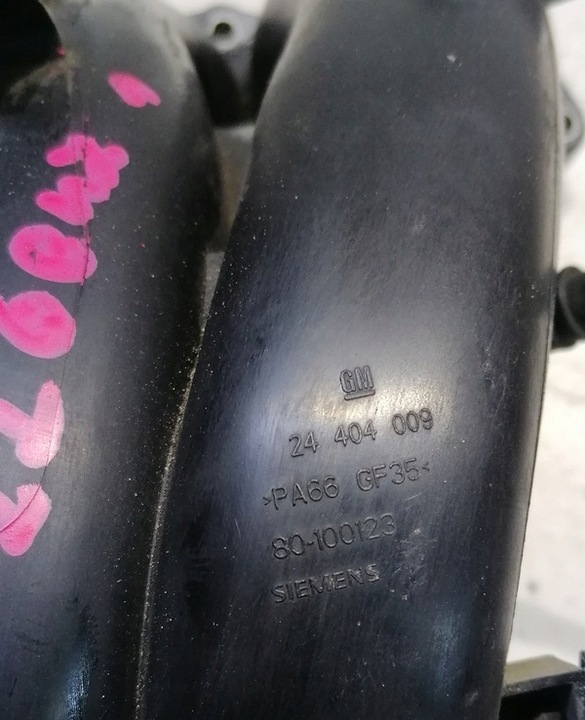 GM
24 404 009
>PA66 GF35<
80-100123
SIEMENS